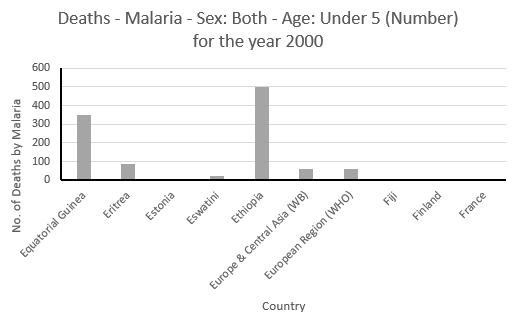 Deaths - Malaria - Sex: Both - Age: Under 5 (Number)
for the year 2000
600
500
400
300
200
100
0
No. of Deaths by Malaria
Equatorial Guinea
Eritrea
Estonia
Eswatini
Ethiopia
Europe & Central Asia (WB)
European Region (WHO)
Fiji
Finland
France
Country